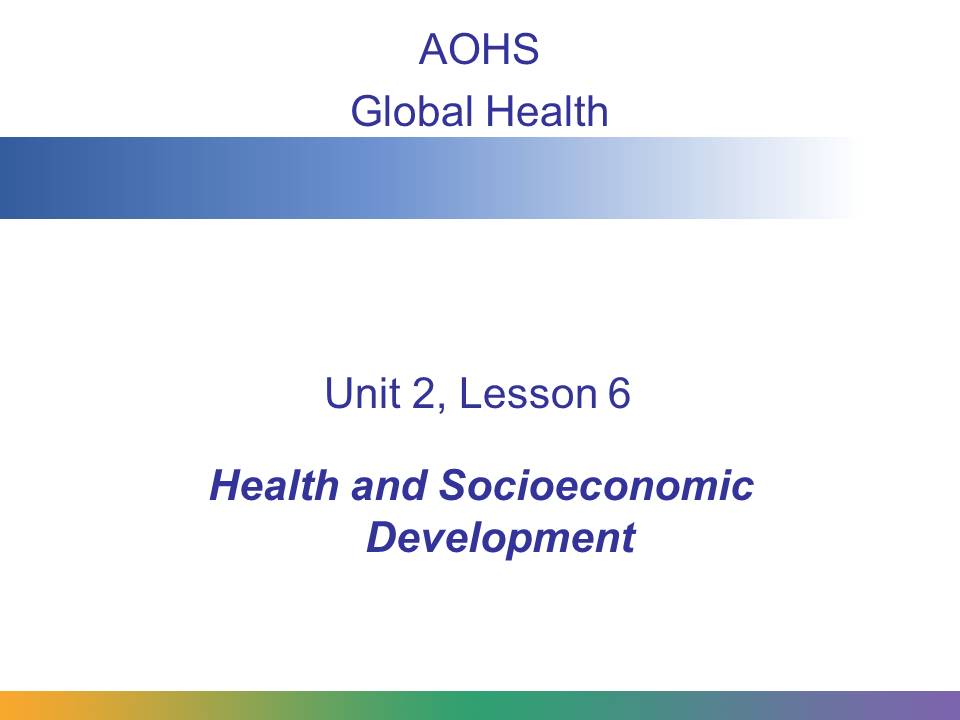 AOHS
Global Health
Unit 2, Lesson 6
Health and Socioeconomic
Development